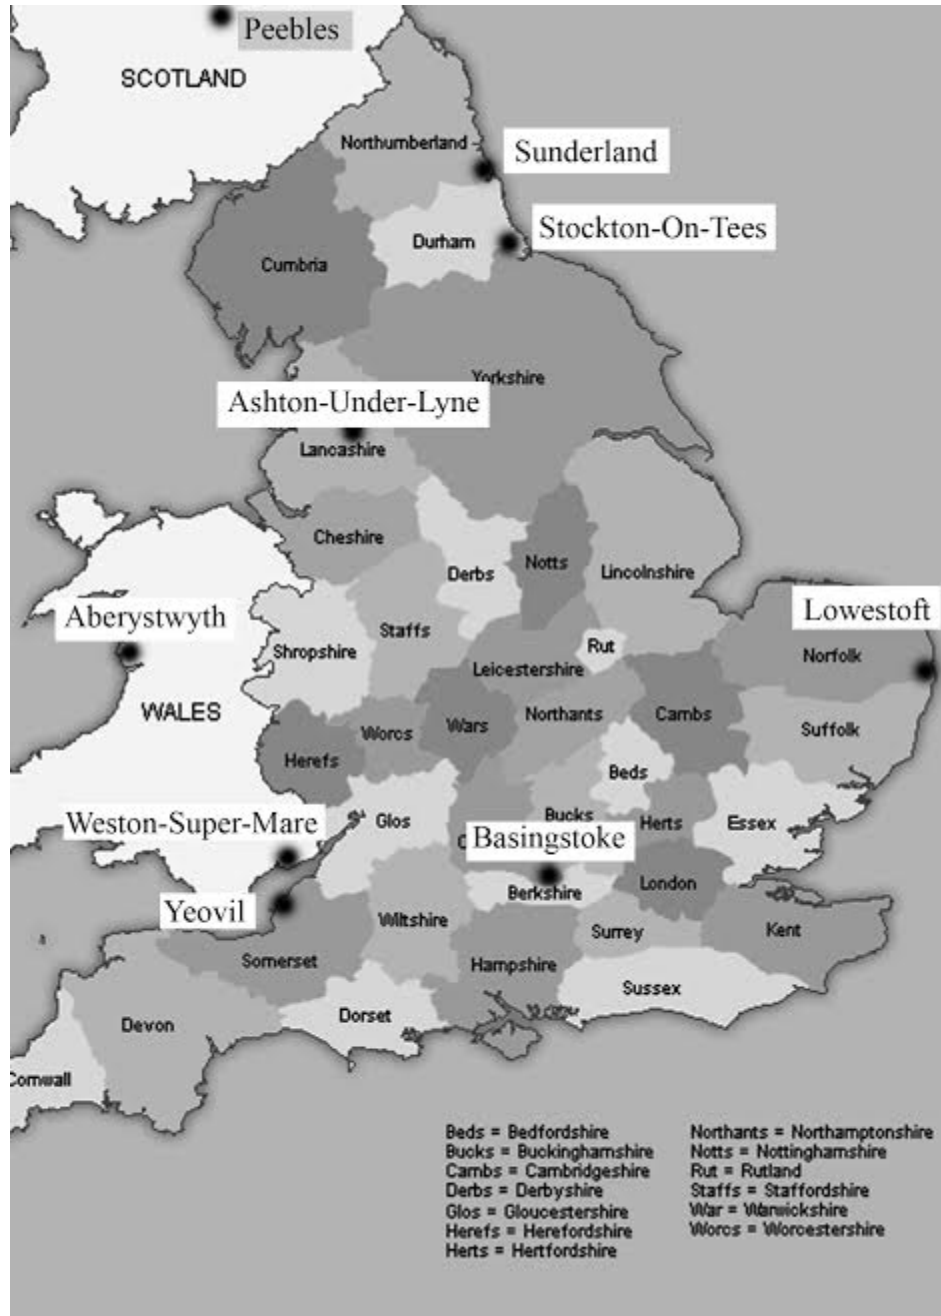 Peebles
SCOTLAND
Northumberland
Sunderland
Stockton-On-Tees
Durham
Cumbria
Yorkshire
Ashton-Under-Lyne
Lancashire
Cheshire
Derbs
Notts
Lincolnshire
Aberystwyth
Lowestoft
Staffs
Shropshire
Rut
Norfolk
Leicestershire
WALES
Worcs
Wars
Northants
Cambs
Suffolk
Herefs
Beds
Weston-Super-Mare
Glos
Bucks
Herts
Essex
Basingstoke
London
Berkshire
Yeovil
Wiltshire
Surrey
Kent
Somerset
Hampshire
Sussex
Devon
Dorset
Cornwall
Beds = Bedfordshire
Bucks = Buckinghamshire
Cambs = Cambridgeshire
Derbs = Derbyshire
Glos = Gloucestershire
Herefs = Herefordshire
Herts = Hertfordshire
Northants = Northamptonshire
Notts = Nottinghamshire
Rut = Rutland
Staffs = Staffordshire
War = Warwickshire
Worcs = Worcestershire